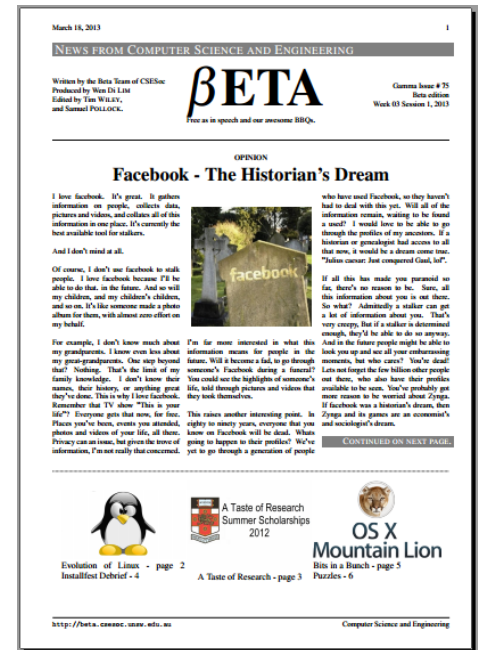 March 18, 2013
1
NEWS FROM COMPUTER SCIENCE AND ENGINEERING
Written by the Beta Team of CSESoc
Produced by Wen Di LIM
Edited by Tim WILEY,
and Samuel POLLOCK.
βETA
Free as in speech and our awesome BBQs.
Gamma Issue # 75
Beta edition
Week 03 Session 1, 2013
OPINION
Facebook - The Historian's Dream
I love facebook. It's great. It gathers
information on people, collects data,
pictures and videos, and collates all of this
information in one place. It's currently the
best available tool for stalkers.
And I don't mind at all.
Of course, I don't use facebook to stalk
people. I love facebook because I'll be
able to do that, in the future. And so will
my children, and my children's children,
and so on. It's like someone made a photo
album for them, with almost zero effort on
my behalf.
For example, I don't know much about
my grandparents. I know even less about
my great-grandparents. One step beyond
that? Nothing. That's the limit of my
family knowledge. I don't know their
names, their history, or anything great
they've done. This is why I love facebook.
Remember that TV show "This is your
life"? Everyone gets that now, for free.
Places you've been, events you attended,
photos and videos of your life, all there.
Privacy can an issue, but given the trove of
information, I'm not really that concerned.
facebook
I'm far more interested in what this
information means for people in the
future. Will it become a fad, to go through
someone's Facebook during a funeral?
You could see the highlights of someone's
life, told through pictures and videos that
they took themselves.
This raises another interesting point. In
eighty to ninety years, everyone that you
know on Facebook will be dead. Whats
going to happen to their profiles? We've
yet to go through a generation of people
who have used Facebook, so they haven't
had to deal with this yet. Will all of the
information remain, waiting to be found
a used? I would love to be able to go
through the profiles of my ancestors. If a
historian or genealogist had access to all
that now, it would be a dream come true.
"Julius caesar: Just conquered Gaul, lol".
If all this has made you paranoid so
far, there's no reason to be. Sure, all
this information about you is out there.
So what? Admittedly a stalker can get
a lot of information about you. That's
very creepy, But if a stalker is determined
enough, they'd be able to do so anyway.
And in the future people might be able to
look you up and see all your embarrassing
moments, but who cares? You're dead!
Lets not forget the few billion other people
out there, who also have their profiles
available to be seen. You've probably got
more reason to be worried about Zynga.
If facebook was a historian's dream, then
Zynga and its games are an economist's
and sociologist's dream.
CONTINUED ON NEXT PAGE.
Evolution of Linux - page 2
Installfest Debrief - 4
A Taste of Research
Summer Scholarships
2012
A Taste of Research - page 3
OS X
Mountain Lion
Bits in a Bunch - page 5
Puzzles - 6
http://beta.csesoc.unsw.edu.au
Computer Science and Engineering